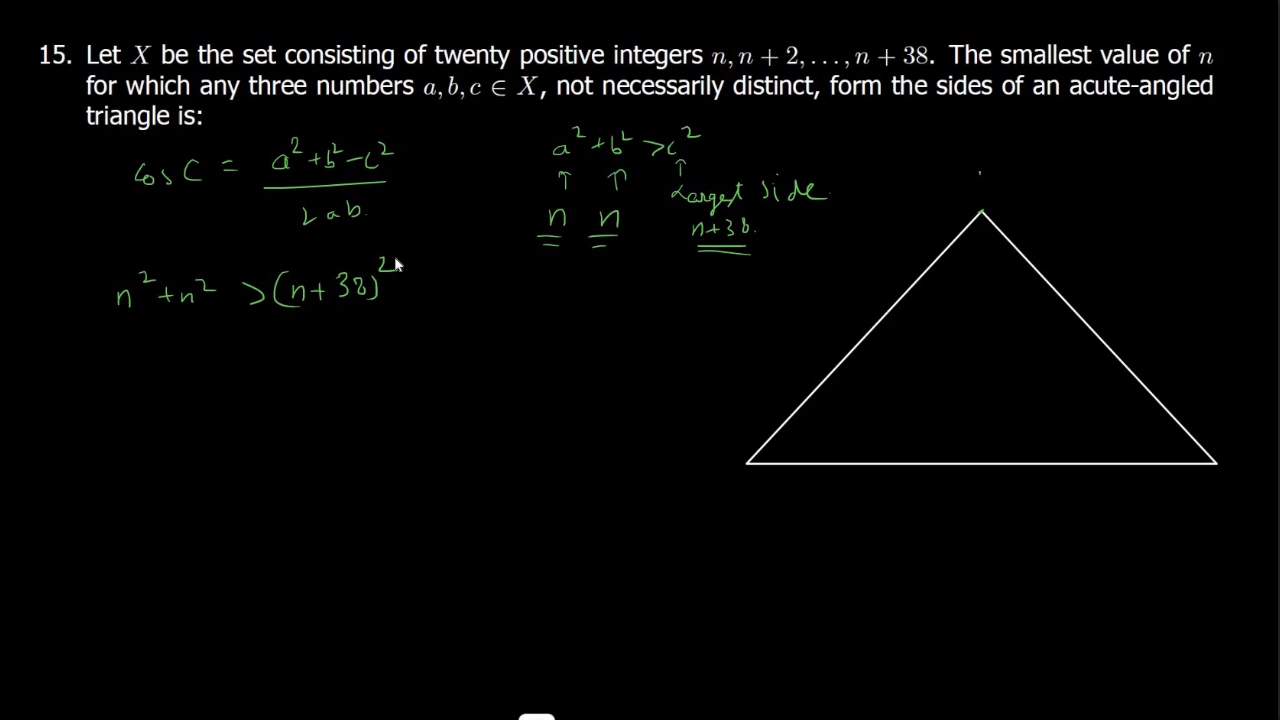 15. Let X be the set consisting of twenty positive integers n, n + 2, . . . , n + 38. The smallest value of n
for which any three numbers a, b, c ∈ X, not necessarily distinct, form the sides of an acute-angled
triangle is:
cos C = (a² + b² − c²) / (2ab.)
a² + b² > c²
↑ ↑ ↑
Largest side
n n n+38.
n² + n² > (n + 38)²